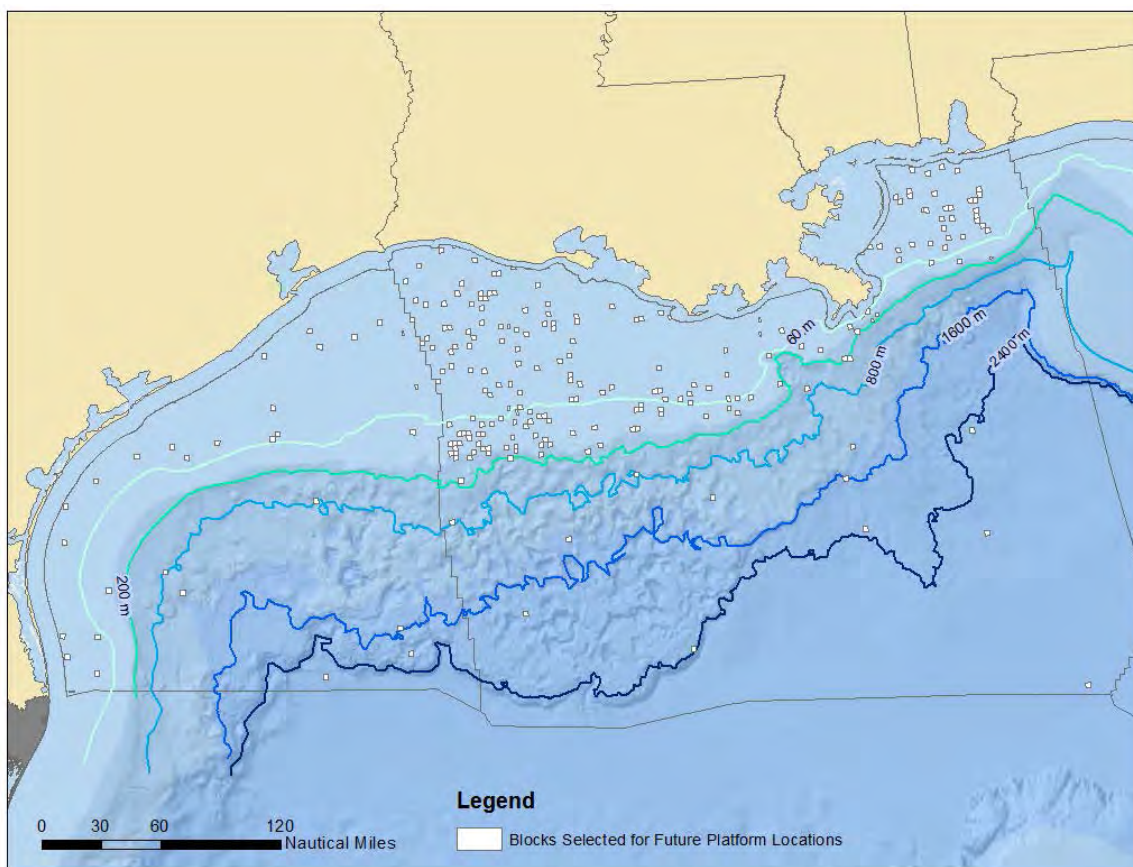 60 m
1600 m
800 m
2400 m
200 m
Legend
0 30 60 120
Nautical Miles
Blocks Selected for Future Platform Locations